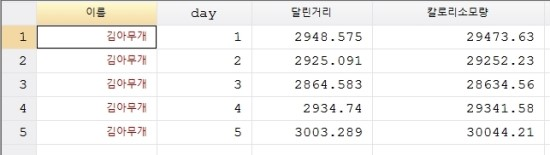 이름 day 달린거리 칼로리소모량
1 김아무개 1 2948.575 29473.63
2 김아무개 2 2925.091 29252.23
3 김아무개 3 2864.583 28634.56
4 김아무개 4 2934.74 29341.58
5 김아무개 5 3003.289 30044.21